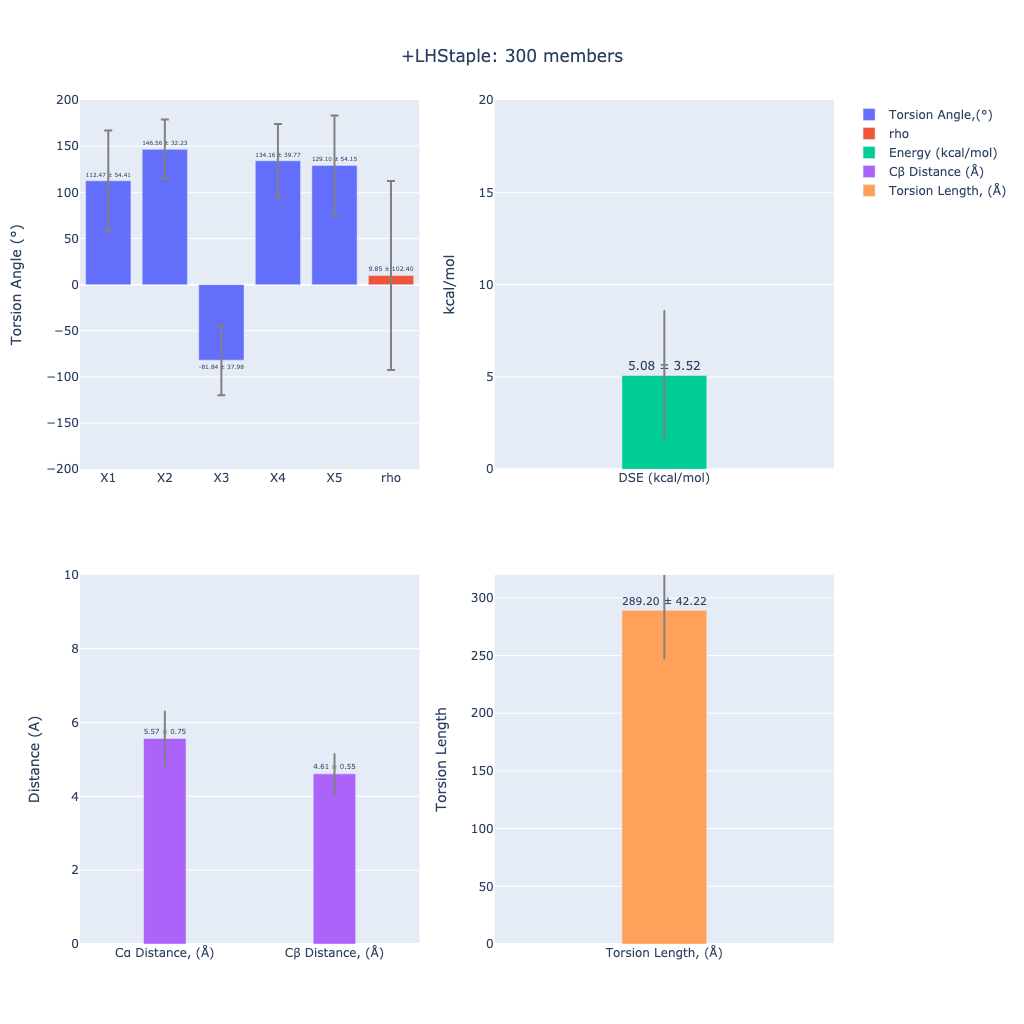 +LHStaple: 300 members
Torsion Angle (°)
200
150
100
50
0
−50
−100
−150
−200
112.47 ± 54.41
146.56 ± 32.23
-81.84 ± 37.98
134.16 ± 39.77
129.10 ± 54.15
9.85 ± 102.40
X1
X2
X3
X4
X5
rho
kcal/mol
20
15
10
5
0
5.08 ± 3.52
DSE (kcal/mol)
Torsion Angle,(°)
rho
Energy (kcal/mol)
Cβ Distance (Å)
Torsion Length, (Å)
Distance (A)
10
8
6
4
2
0
5.57 ± 0.75
4.61 ± 0.55
Cα Distance, (Å)
Cβ Distance, (Å)
Torsion Length
300
250
200
150
100
50
0
289.20 ± 42.22
Torsion Length, (Å)